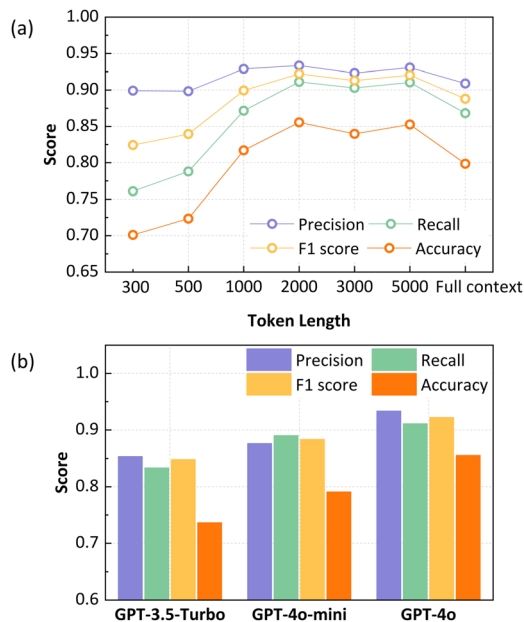 (a)
1.00
0.95
0.90
0.85
0.80
0.75
0.70
0.65
Score
Precision
Recall
F1 score
Accuracy
300 500 1000 2000 3000 5000 Full context
Token Length
(b)
Precision
Recall
F1 score
Accuracy
1.0
0.9
0.8
0.7
0.6
Score
GPT-3.5-Turbo GPT-4o-mini GPT-4o